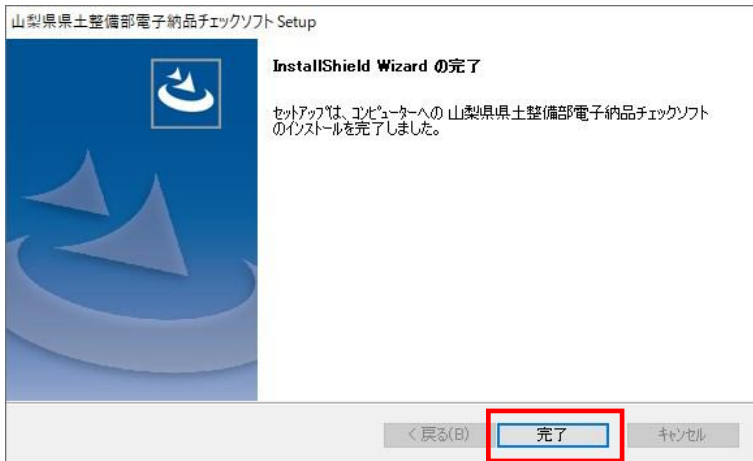 山梨県県土整備部電子納品チェックソフト Setup
InstallShield Wizard の完了
セットアップは、コンピューターへの 山梨県県土整備部電子納品チェックソフト
のインストールを完了しました。
< 戻る(B)
完了
キャンセル